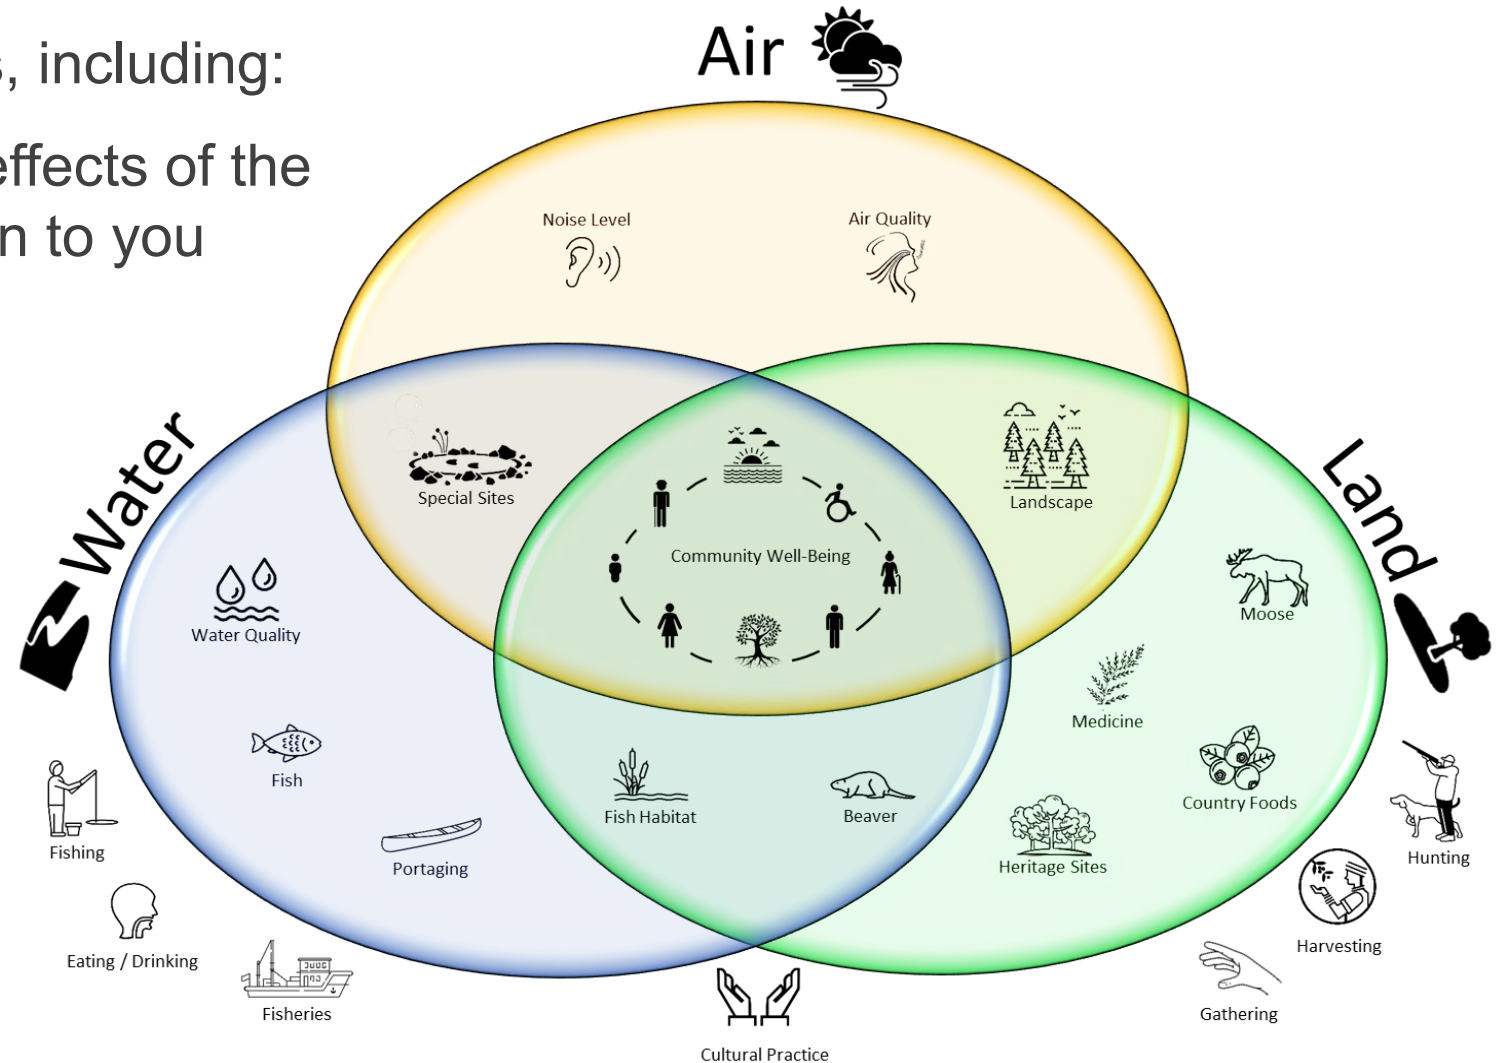 s, including:
effects of the
n to you
Air
Noise Level
Air Quality
Water
Land
Special Sites
Landscape
Community Well-Being
Water Quality
Moose
Medicine
Fish
Country Foods
Fish Habitat
Beaver
Portaging
Heritage Sites
Fishing
Hunting
Eating / Drinking
Harvesting
Fisheries
Gathering
Cultural Practice